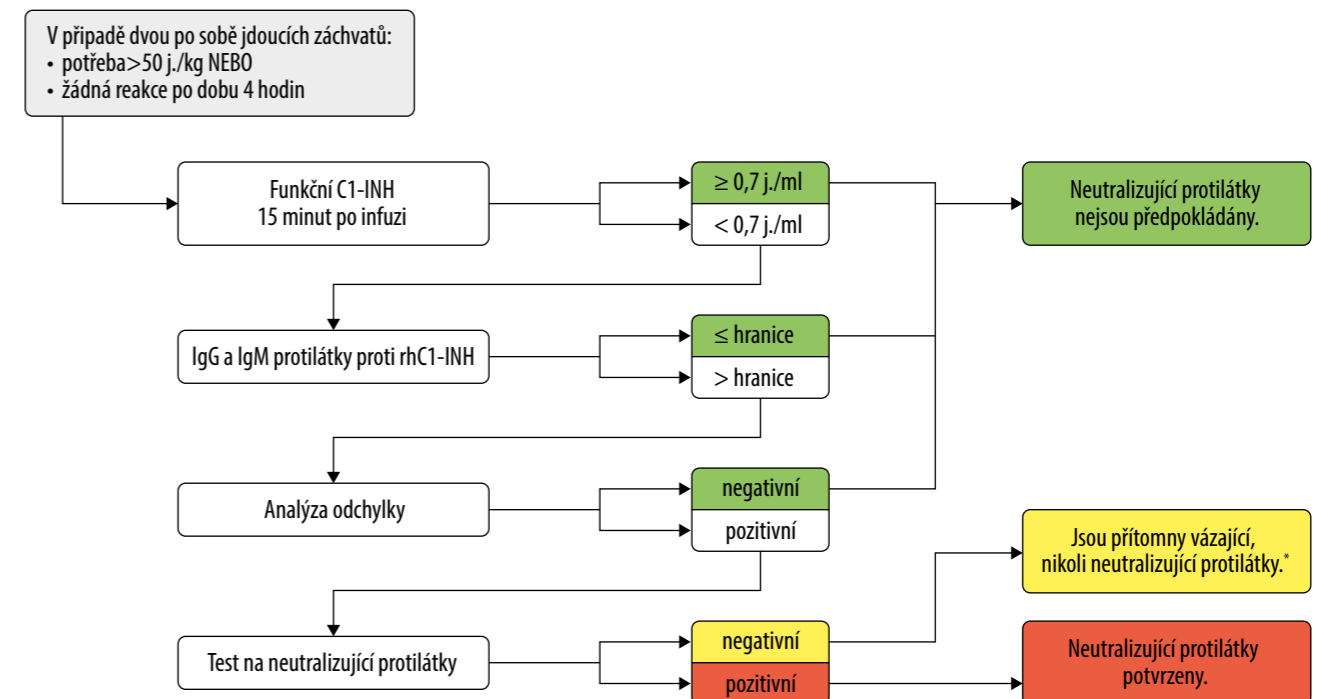 V připadě dvou po sobě jdoucích záchvatů:
• potřeba>50 j./kg NEBO
• žádná reakce po dobu 4 hodin
Funkční C1-INH
15 minut po infuzi
≥ 0,7 j./ml
< 0,7 j./ml
Neutralizující protilátky
nejsou předpokládány.
IgG a IgM protilátky proti rhC1-INH
≤ hranice
> hranice
Analýza odchylky
negativní
pozitivní
Jsou přítomny vázající,
nikoli neutralizující protilátky.*
Test na neutralizující protilátky
negativní
pozitivní
Neutralizující protilátky
potvrzeny.